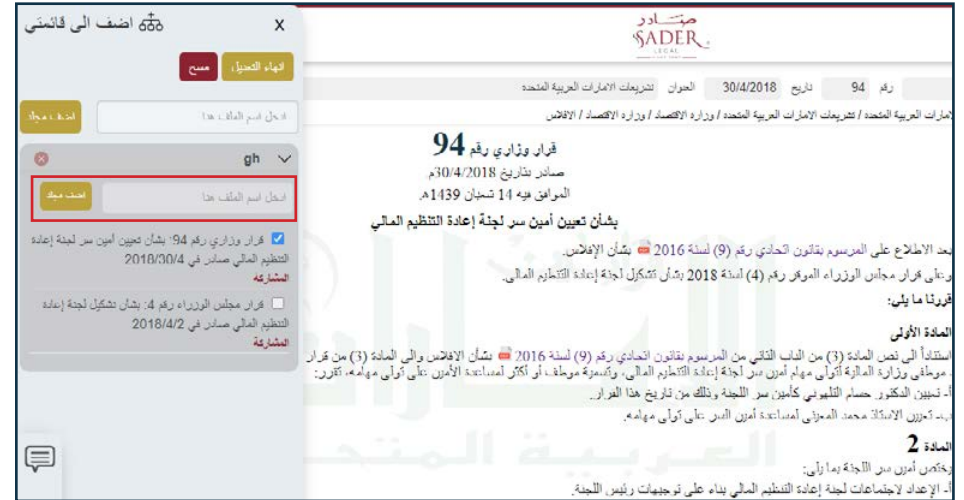 صادر
SADER
LEGAL
رقم 94 تاريخ 30/4/2018 العنوان تشريعات الامارات العربية المتحدة
امارات العربية المتحدة / تشريعات الامارات العربية المتحدة / وزارة الاقتصاد / وزارة الاقتصاد / الافلاس
قرار وزاري رقم 94
صادر بتاريخ 30/4/2018م
الموافق فيه 14 شعبان 1439هـ
بشأن تعيين أمين سر لجنة إعادة التنظيم المالي
بعد الاطلاع على المرسوم بقانون اتحادي رقم (9) لسنة 2016 بشأن الإفلاس.
وعلى قرار مجلس الوزراء الموقر رقم (4) لسنة 2018 بشأن تشكيل لجنة إعادة التنظيم المالي.
قررنا ما يلي:
المادة الأولى
استناداً الى نص المادة (3) من الباب الثاني من المرسوم بقانون اتحادي رقم (9) لسنة 2016 بشأن الافلاس والى المادة (3) من قرار
. موظفي وزارة المالية لتولي مهام أمين سر لجنة إعادة التنظيم المالي، وتسمية موظف أو أكثر لمساعدة الأمين على تولي مهامه، تقرر:
أ- تعيين الدكتور حسام التلهوني كأمين سر اللجنة وذلك من تاريخ هذا القرار.
ب- تعيين الاستاذ محمد لمساعدة أمين السر على تولي مهامه.
المادة 2
يختص أمين سر اللجنة بما يلي:
أ- الإعداد لاجتماعات لجنة إعادة التنظيم المالي بناء على توجيهات رئيس اللجنة.
الامارات
العربية المتحد
x اضف الى قائمتي
انهاء التعديل مسح
ادخل اسم الملف هنا اضف مجلد
gh
ادخل اسم الملف هنا اضف مجلد
قرار وزاري رقم 94: بشأن تعيين أمين سر لجنة إعادة
التنظيم المالي صادر في 2018/30/4
المشاركة
قرار مجلس الوزراء رقم 4: بشأن تشكيل لجنة إعادة
التنظيم المالي صادر في 2018/4/2
المشاركة